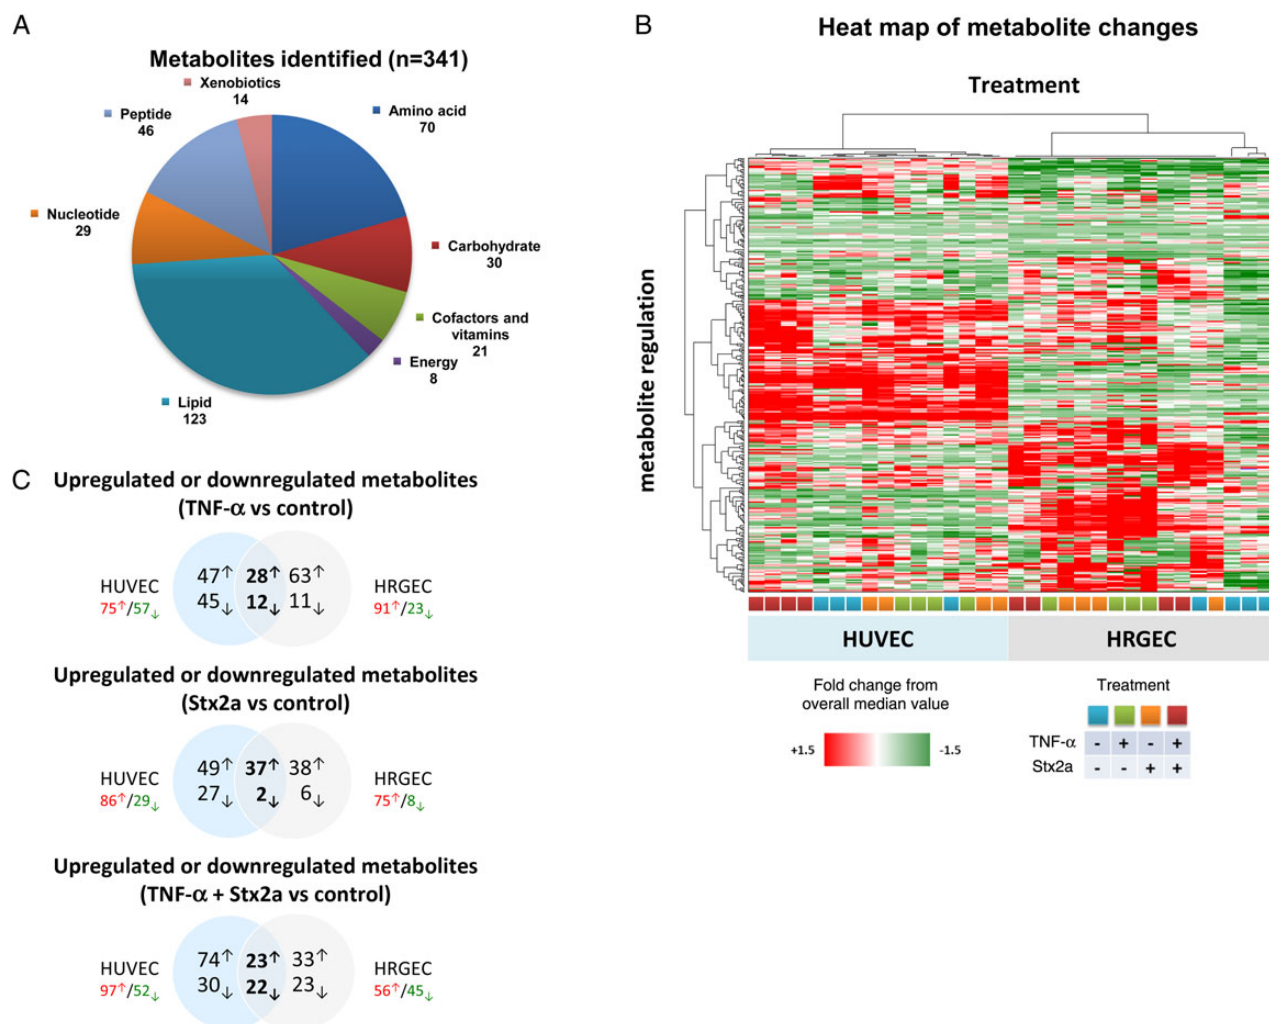 A
Metabolites identified (n=341)
Xenobiotics
14
Peptide
46
Amino acid
70
Nucleotide
29
Carbohydrate
30
Cofactors and
vitamins
21
Energy
8
Lipid
123
B
Heat map of metabolite changes
Treatment
metabolite regulation
HUVEC
HRGEC
Fold change from
overall median value
+1.5
-1.5
Treatment
TNF-α - + - +
Stx2a - - + +
C
Upregulated or downregulated metabolites
(TNF-α vs control)
47↑ 28↑ 63↑
HUVEC
HRGEC
75↑/57↓
91↑/23↓
45↓ 12↓ 11↓
Upregulated or downregulated metabolites
(Stx2a vs control)
49↑ 37↑ 38↑
HUVEC
HRGEC
86↑/29↓
75↑/8↓
27↓ 2↓ 6↓
Upregulated or downregulated metabolites
(TNF-α + Stx2a vs control)
74↑ 23↑ 33↑
HUVEC
HRGEC
97↑/52↓
56↑/45↓
30↓ 22↓ 23↓